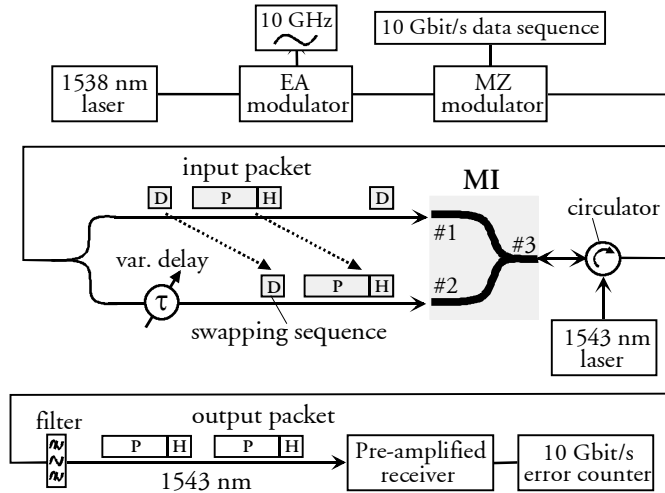 10 GHz
10 Gbit/s data sequence
1538 nm
laser
EA
modulator
MZ
modulator
input packet
MI
D
P H
D
circulator
#1
#3
var. delay
τ
D
P H
#2
swapping sequence
1543 nm
laser
filter
output packet
P H
P H
1543 nm
Pre-amplified
receiver
10 Gbit/s
error counter